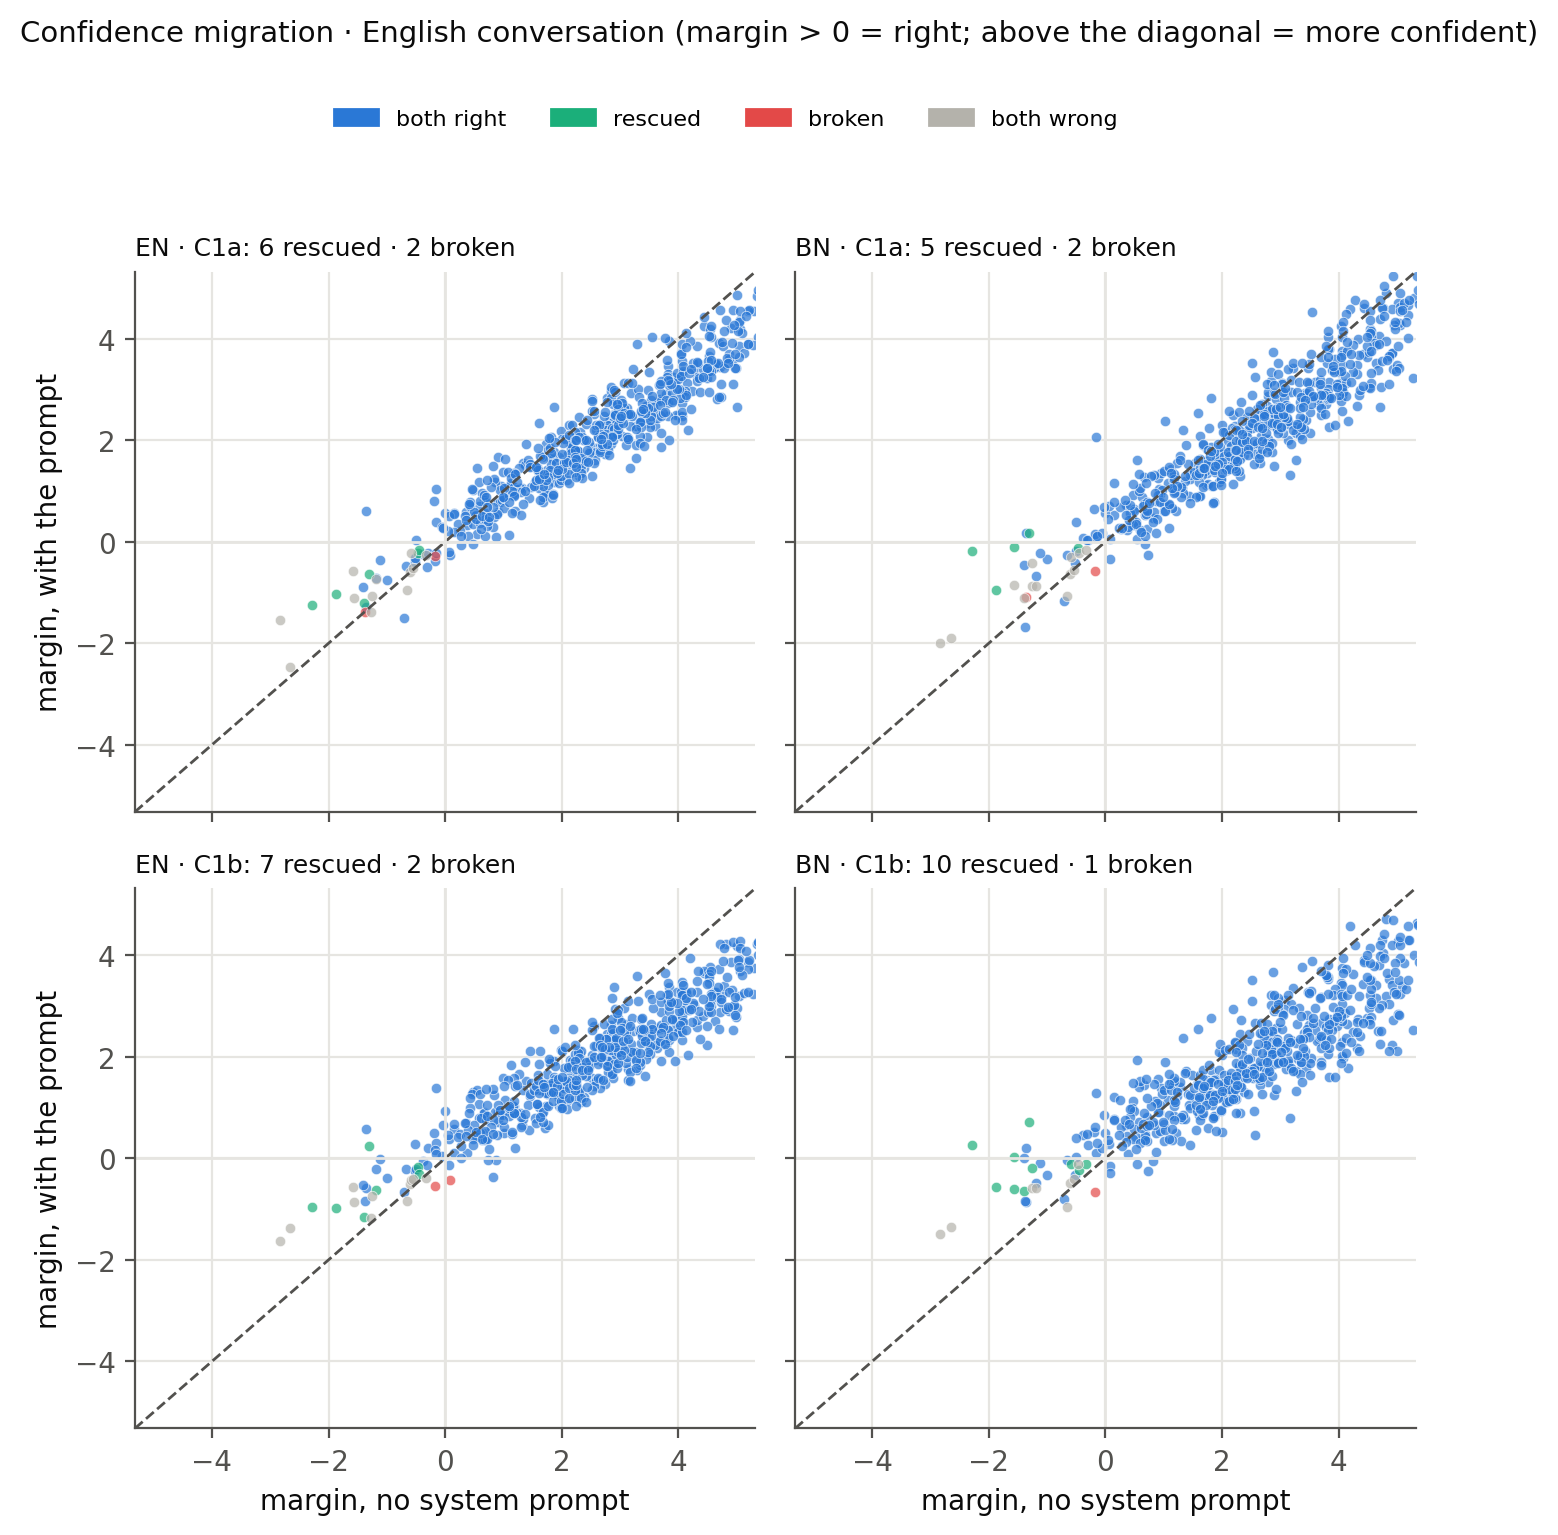 Confidence migration · English conversation (margin > 0 = right; above the diagonal = more confident)
both right
rescued
broken
both wrong
EN · C1a: 6 rescued · 2 broken
BN · C1a: 5 rescued · 2 broken
margin, with the prompt
4
2
0
−2
−4
EN · C1b: 7 rescued · 2 broken
BN · C1b: 10 rescued · 1 broken
margin, with the prompt
4
2
0
−2
−4
−4 −2 0 2 4
−4 −2 0 2 4
margin, no system prompt
margin, no system prompt